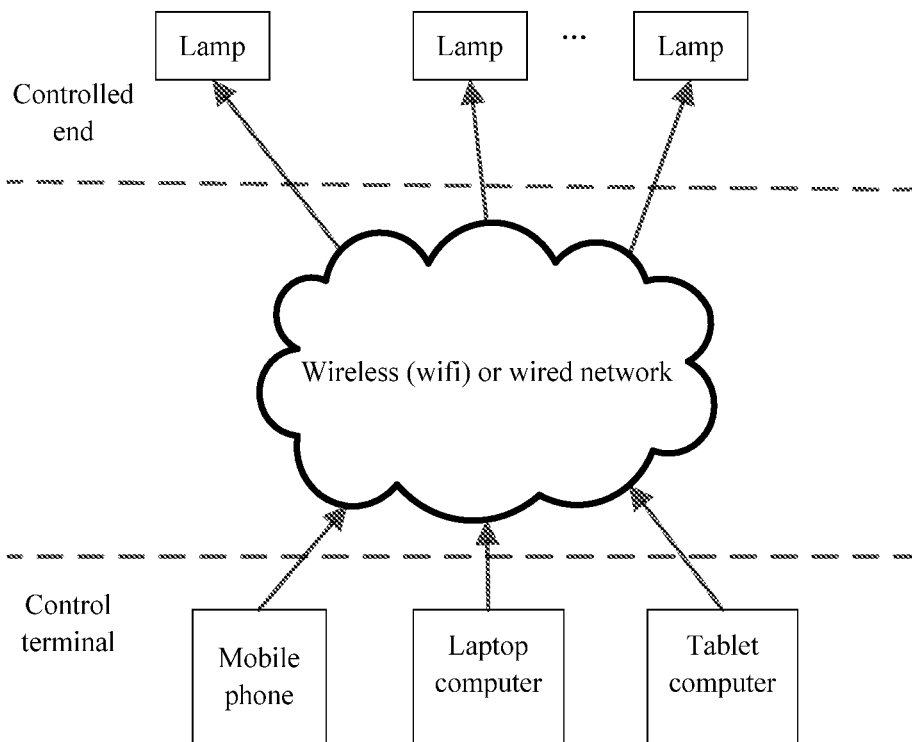 Lamp
Lamp
...
Lamp
Controlled
end
Wireless (wifi) or wired network
Control
terminal
Mobile
phone
Laptop
computer
Tablet
computer